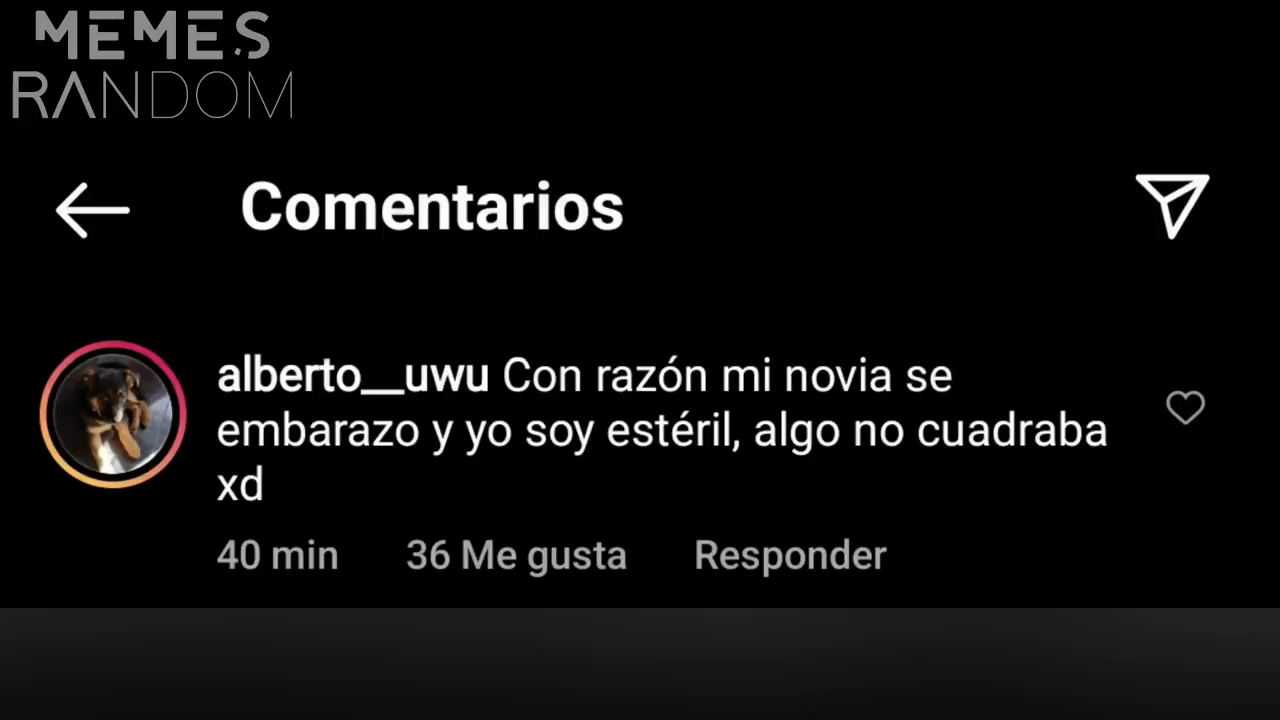 MEMES
RANDOM
Comentarios
alberto__uwu Con razón mi novia se
embarazo y yo soy estéril, algo no cuadraba
xd
40 min 36 Me gusta Responder